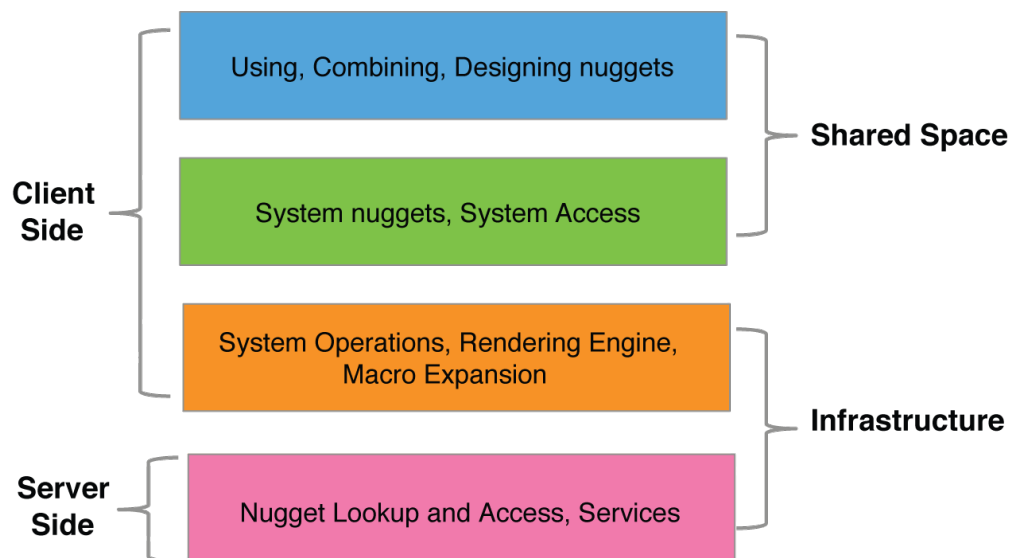 Using, Combining, Designing nuggets
Shared Space
Client
Side
System nuggets, System Access
System Operations, Rendering Engine,
Macro Expansion
Infrastructure
Server
Side
Nugget Lookup and Access, Services